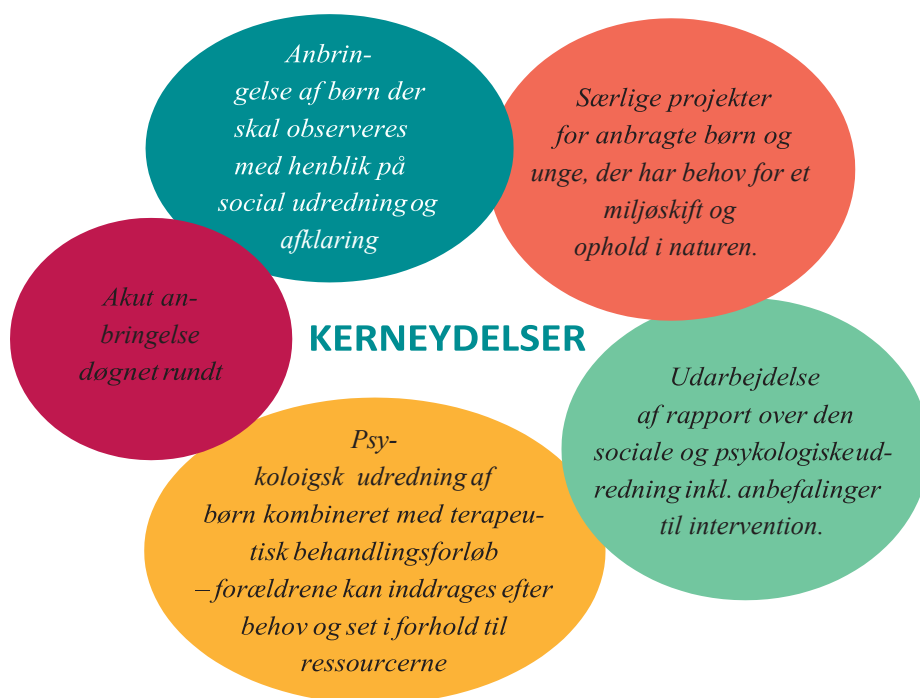 Anbrin-
gelse af børn der
skal observeres
med henblik på
social udredning og
afklaring
Særlige projekter
for anbragte børn og
unge, der har behov for et
miljøskift og
ophold i naturen.
Akut an-
bringelse
døgnet rundt
KERNEYDELSER
Udarbejdelse
af rapport over den
sociale og psykologiske ud-
redning inkl. anbefalinger
til intervention.
Psy-
koloigsk udredning af
børn kombineret med terapeu-
tisk behandlingsforløb
– forældrene kan inddrages efter
behov og set i forhold til
ressourcerne